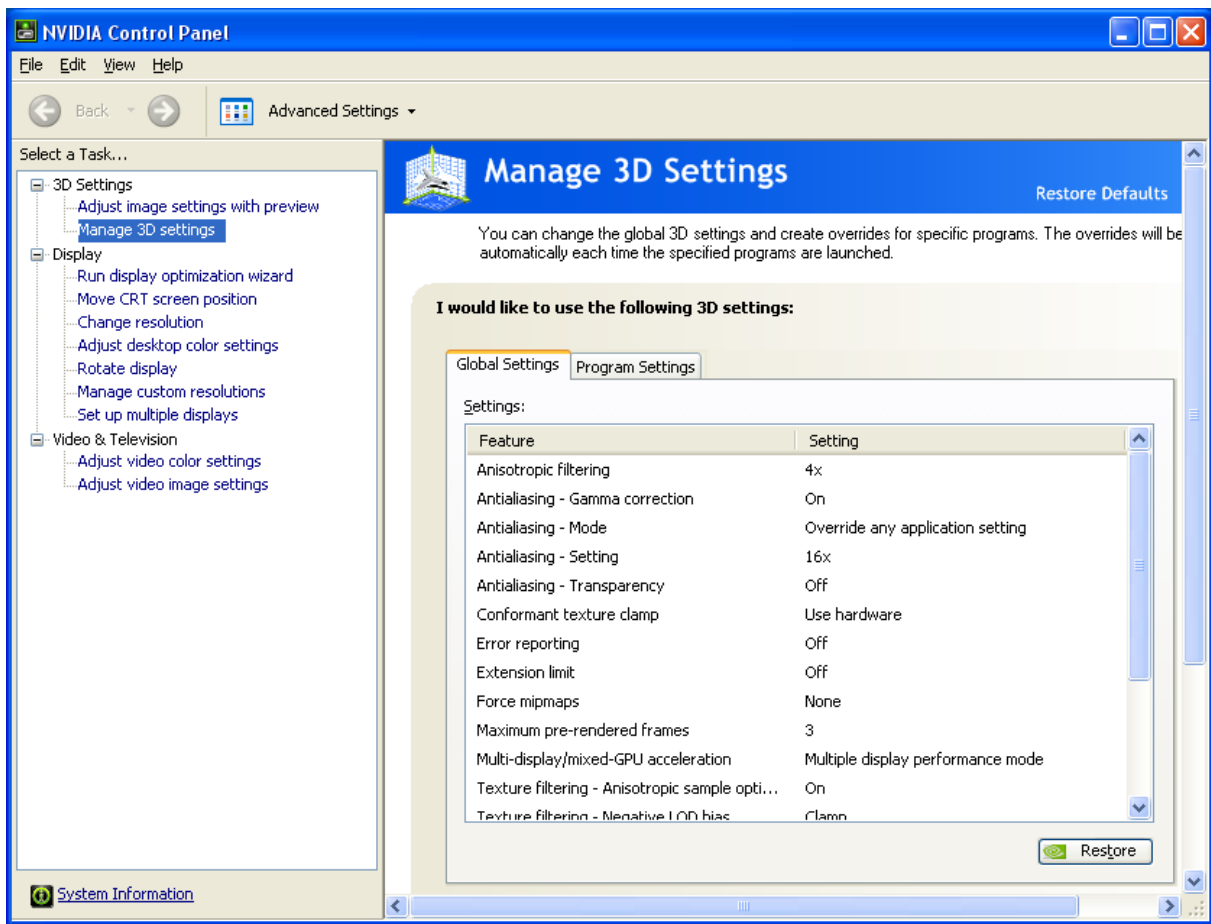 NVIDIA Control Panel
File Edit View Help
Back Advanced Settings
Select a Task...
3D Settings
Adjust image settings with preview
Manage 3D settings
Display
Run display optimization wizard
Move CRT screen position
Change resolution
Adjust desktop color settings
Rotate display
Manage custom resolutions
Set up multiple displays
Video & Television
Adjust video color settings
Adjust video image settings
System Information
Manage 3D Settings
Restore Defaults
You can change the global 3D settings and create overrides for specific programs. The overrides will be
automatically each time the specified programs are launched.
I would like to use the following 3D settings:
Global Settings Program Settings
Settings:
Feature Setting
Anisotropic filtering 4x
Antialiasing - Gamma correction On
Antialiasing - Mode Override any application setting
Antialiasing - Setting 16x
Antialiasing - Transparency Off
Conformant texture clamp Use hardware
Error reporting Off
Extension limit Off
Force mipmaps None
Maximum pre-rendered frames 3
Multi-display/mixed-GPU acceleration Multiple display performance mode
Texture filtering - Anisotropic sample opti... On
Texture filtering - Negative LOD bias Clamp
Restore